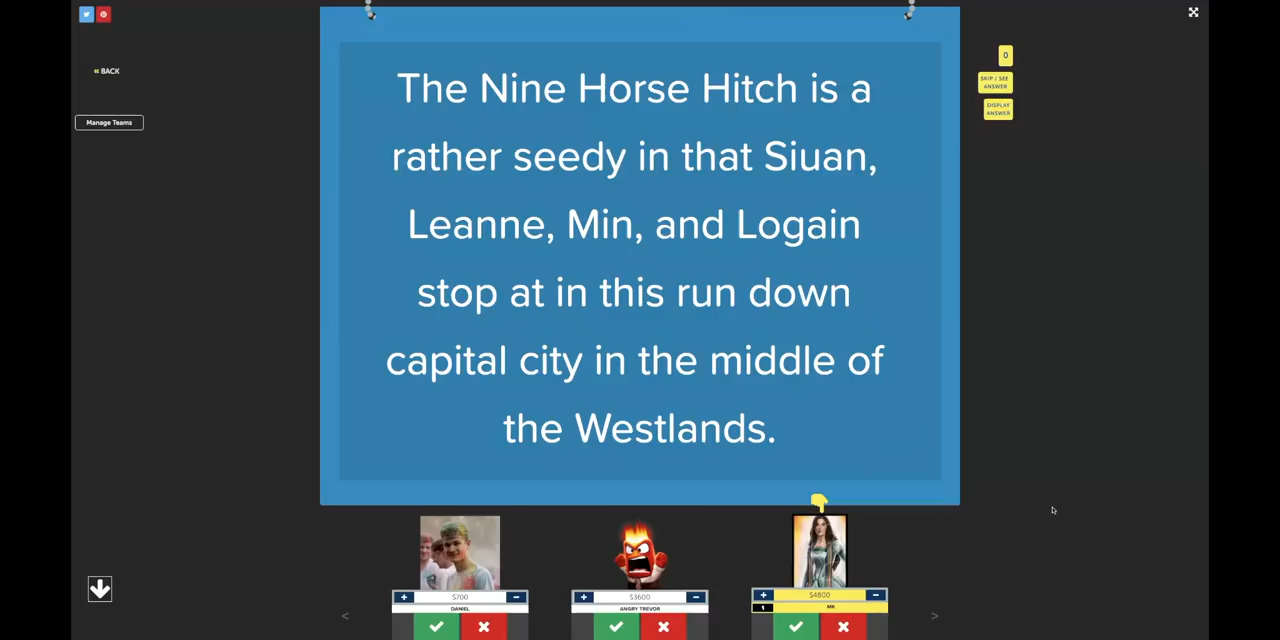 « BACK
Manage Teams
The Nine Horse Hitch is a
rather seedy in that Siuan,
Leanne, Min, and Logain
stop at in this run down
capital city in the middle of
the Westlands.
0
SKIP / SEE
ANSWER
DISPLAY
ANSWER
+ $700 −
DANIEL
+ $3600 −
ANGRY TREVOR
+ $4800 −
1 MK
< >